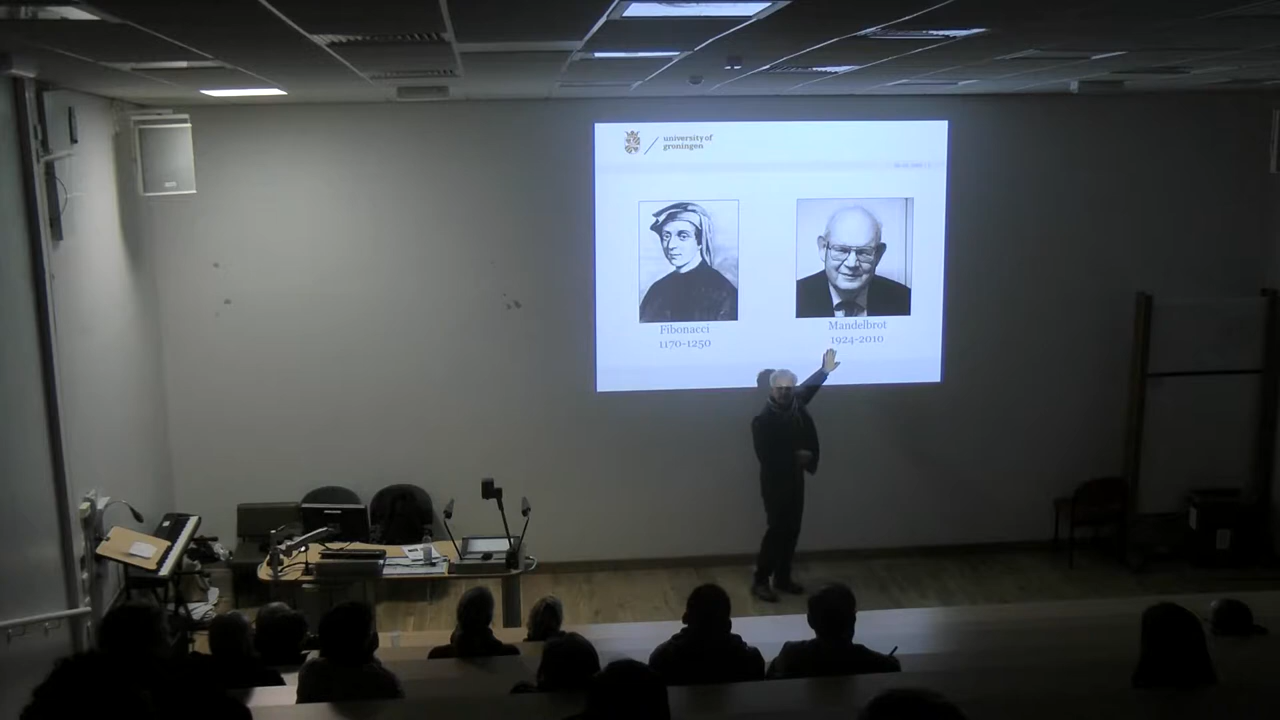 university of
groningen
Fibonacci
1170-1250
Mandelbrot
1924-2010